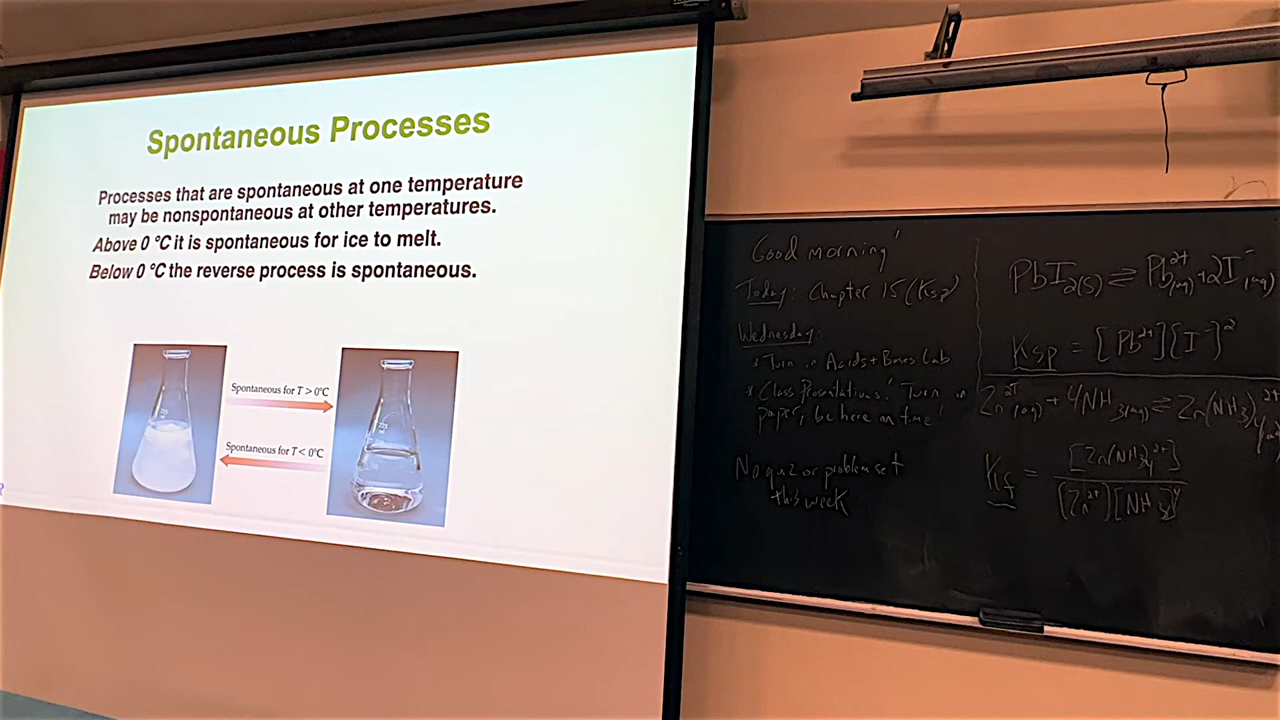 Spontaneous Processes
Processes that are spontaneous at one temperature
may be nonspontaneous at other temperatures.
Above 0 °C it is spontaneous for ice to melt.
Below 0 °C the reverse process is spontaneous.
Spontaneous for T > 0°C
Spontaneous for T < 0°C
Good morning!
Today: Chapter 15 (Ksp)
Wednesday:
* Turn in Acids + Bases Lab
* Class Presentations! Turn in
paper, be here on time!
No quiz or problem set
this week
PbI₂(s) ⇌ Pb²⁺(aq) + 2I⁻(aq)
Ksp = [Pb²⁺][I⁻]²
Zn²⁺(aq) + 4NH₃(aq) ⇌ Zn(NH₃)₄²⁺
Kf = [Zn(NH₃)₄²⁺]
[Zn²⁺][NH₃]⁴